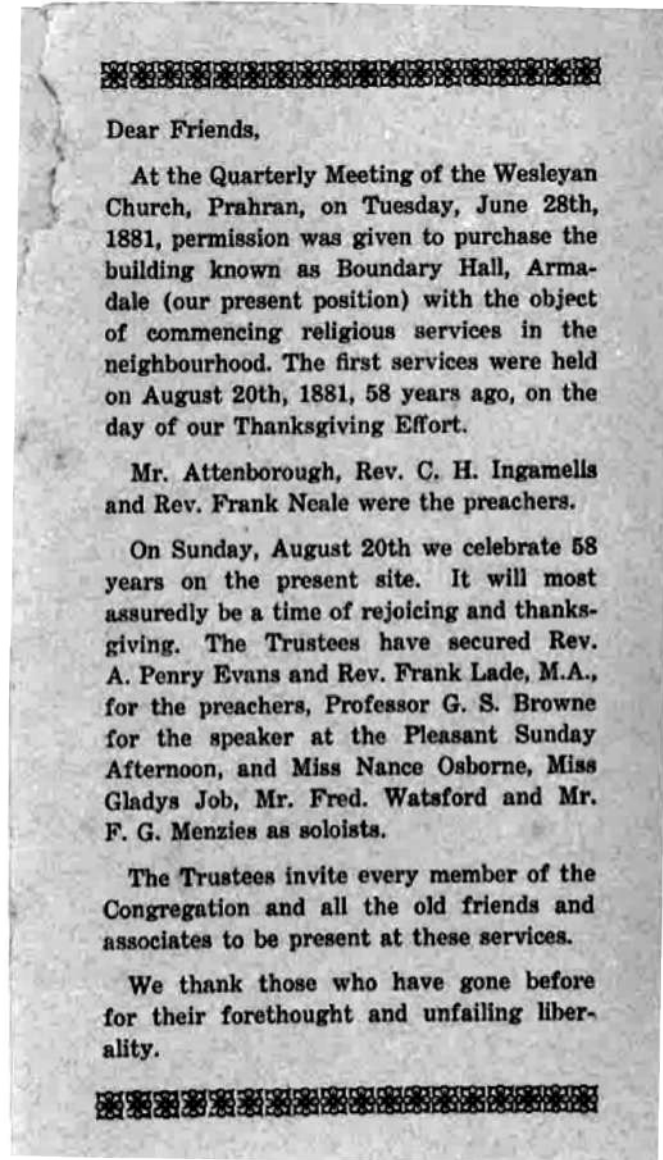 Dear Friends,
At the Quarterly Meeting of the Wesleyan
Church, Prahran, on Tuesday, June 28th,
1881, permission was given to purchase the
building known as Boundary Hall, Arma-
dale (our present position) with the object
of commencing religious services in the
neighbourhood. The first services were held
on August 20th, 1881, 58 years ago, on the
day of our Thanksgiving Effort.
Mr. Attenborough, Rev. C. H. Ingamells
and Rev. Frank Neale were the preachers.
On Sunday, August 20th we celebrate 58
years on the present site. It will most
assuredly be a time of rejoicing and thanks-
giving. The Trustees have secured Rev.
A. Penry Evans and Rev. Frank Lade, M.A.,
for the preachers, Professor G. S. Browne
for the speaker at the Pleasant Sunday
Afternoon, and Miss Nance Osborne, Miss
Gladys Job, Mr. Fred. Watsford and Mr.
F. G. Menzies as soloists.
The Trustees invite every member of the
Congregation and all the old friends and
associates to be present at these services.
We thank those who have gone before
for their forethought and unfailing liber-
ality.